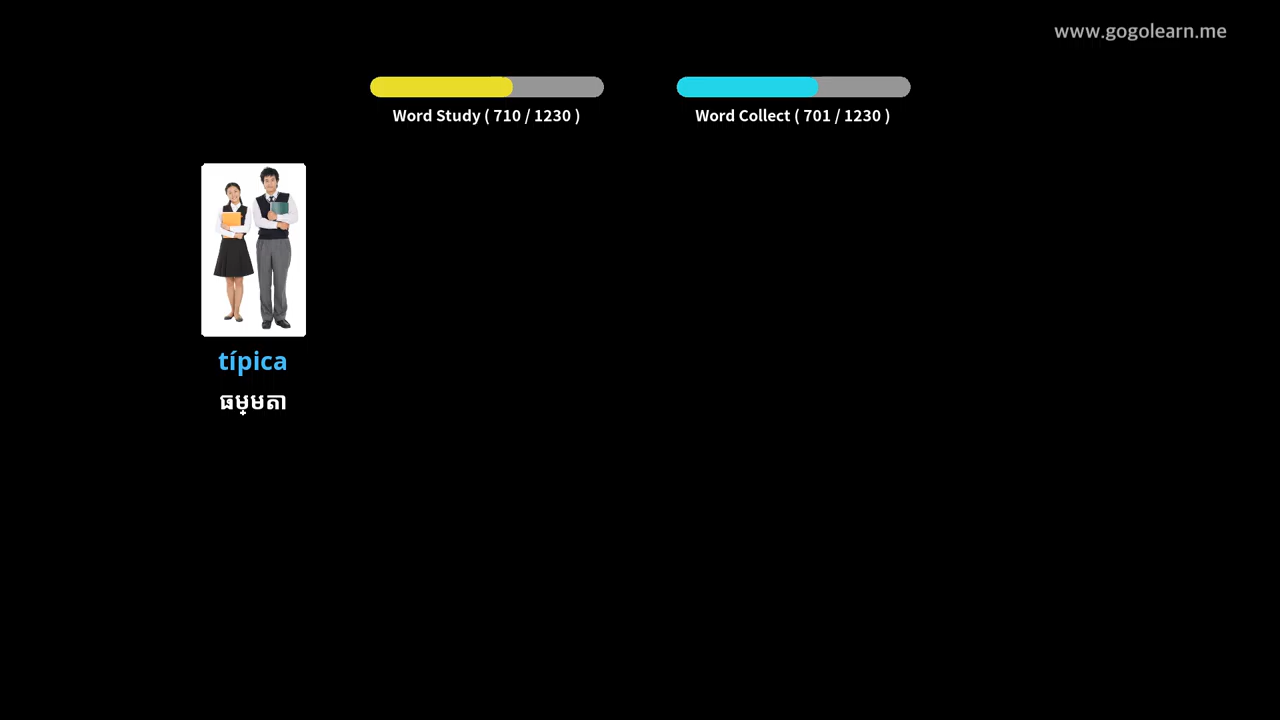 www.gogolearn.me
Word Study ( 710 / 1230 )
Word Collect ( 701 / 1230 )
típica
ធម្មតា